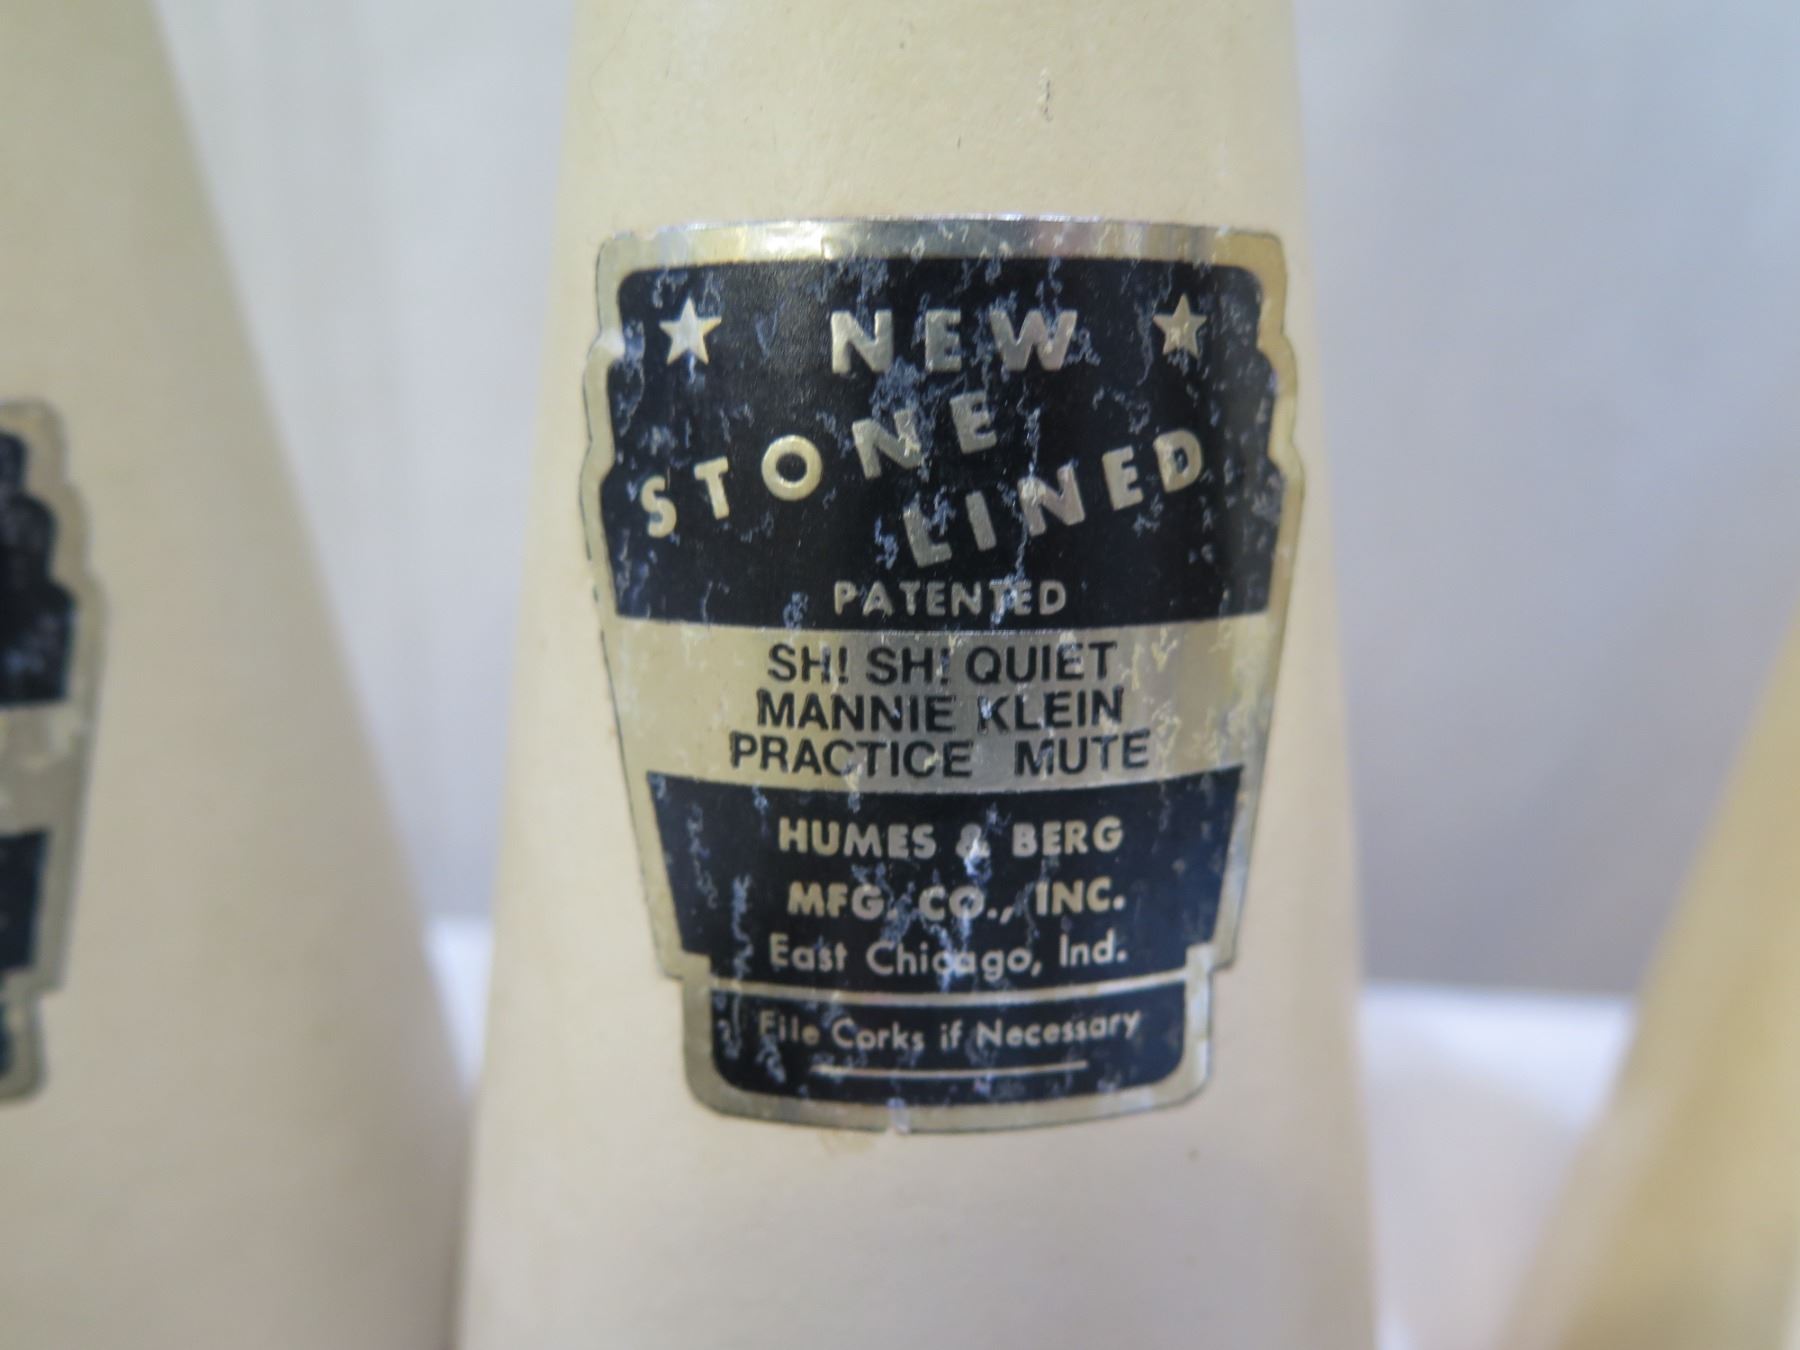 NEW
STONE
LINED
PATENTED
SH! SH! QUIET
MANNIE KLEIN
PRACTICE MUTE
HUMES & BERG
MFG. CO., INC.
East Chicago, Ind.
File Corks if Necessary